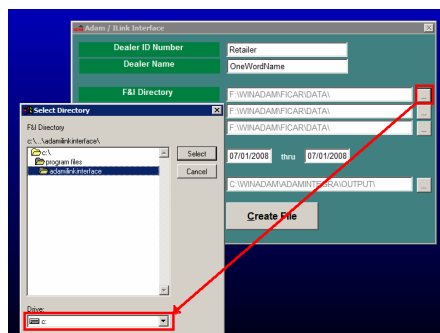 Adam / ILink Interface
Dealer ID Number
Retailer
Dealer Name
OneWordName
F&I Directory
F:\WINADAM\FICAR\DATA\
...
F:\WINADAM\FICAR\DATA\
...
F:\WINADAM\FICAR\DATA\
...
07/01/2008 thru 07/01/2008
C:\WINADAM\ADAMINTEGRA\OUTPUT\
...
Create File
Select Directory
F&I Directory
c:\...\adamilinkinterface\
c:\
program files
adamilinkinterface
Select
Cancel
Drive:
c: